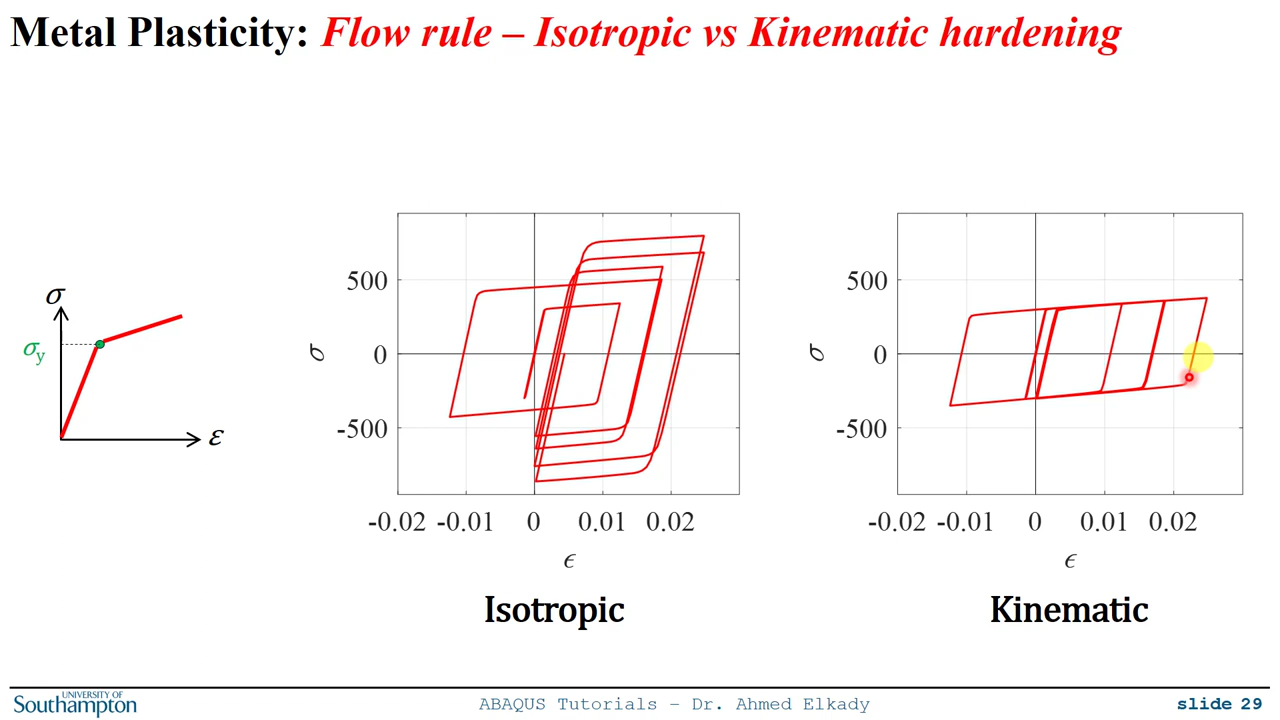 Metal Plasticity: Flow rule – Isotropic vs Kinematic hardening
σ
σy
ε
500
0
-500
σ
-0.02 -0.01 0 0.01 0.02
ϵ
Isotropic
500
0
-500
σ
-0.02 -0.01 0 0.01 0.02
ϵ
Kinematic
UNIVERSITY OF
Southampton
ABAQUS Tutorials – Dr. Ahmed Elkady
slide 29